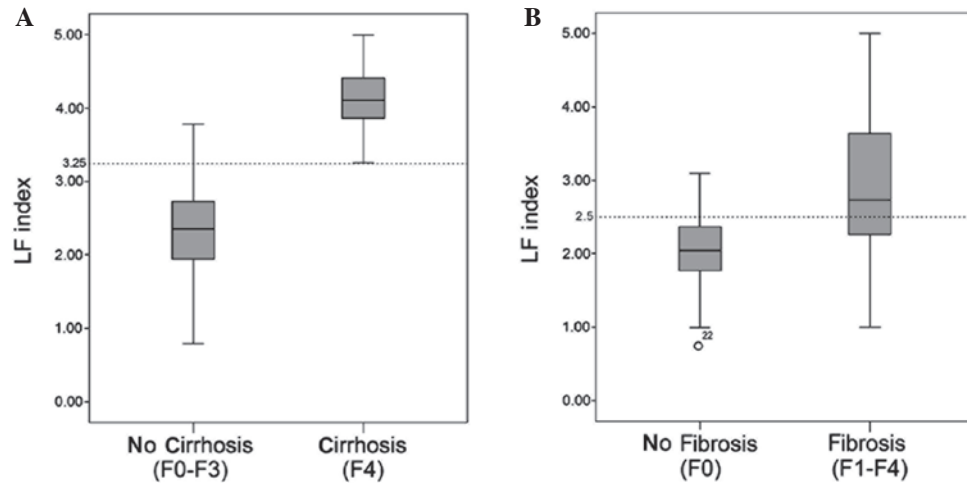 A
LF index
5.00
4.00
3.25
3.00
2.00
1.00
0.00
No Cirrhosis
(F0-F3)
Cirrhosis
(F4)
B
LF index
5.00
4.00
3.00
2.5
2.00
1.00
0.00
22
No Fibrosis
(F0)
Fibrosis
(F1-F4)